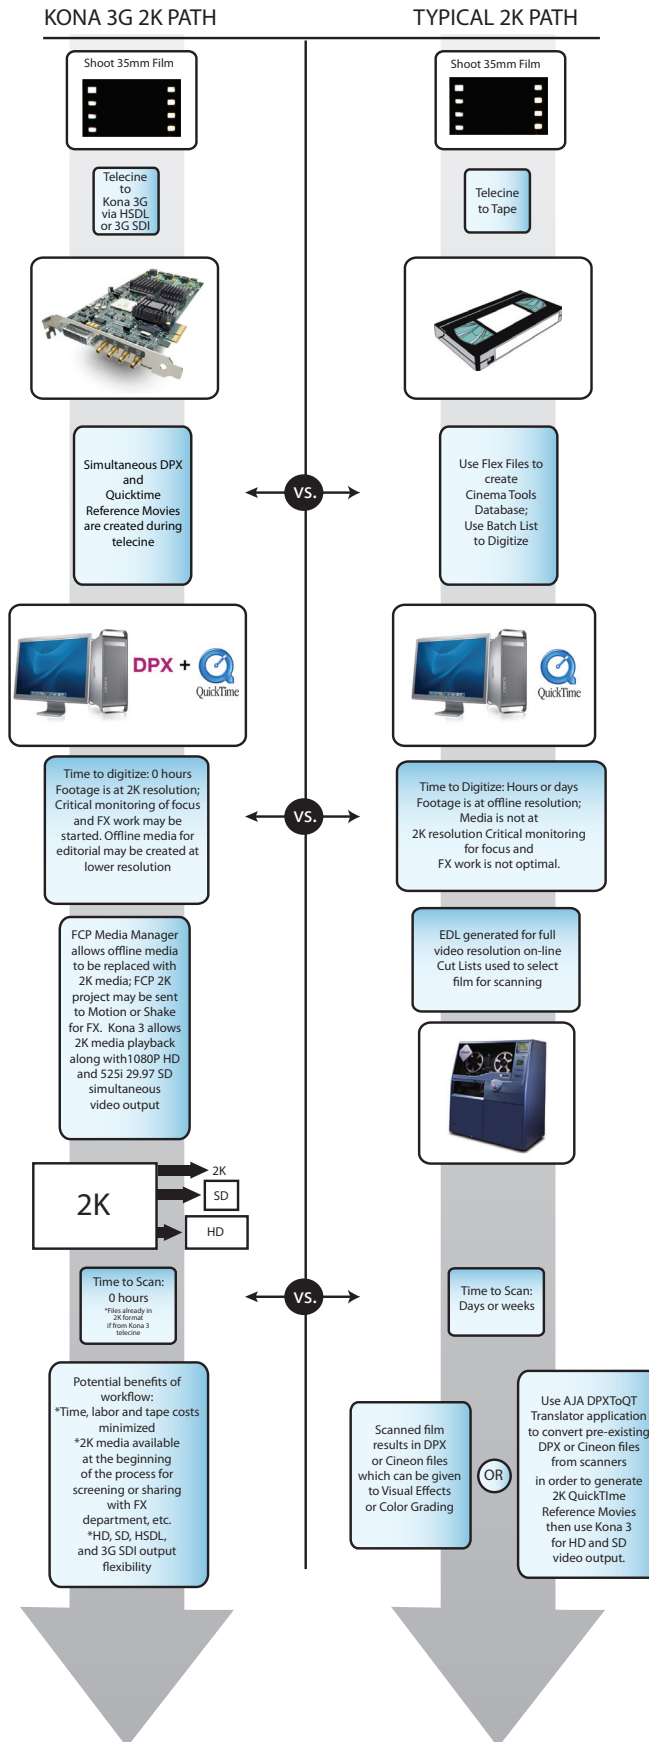 KONA 3G 2K PATH
TYPICAL 2K PATH
Shoot 35mm Film
Shoot 35mm Film
Telecine
to
Kona 3G
via HSDL
or 3G SDI
Telecine
to Tape
Simultaneous DPX
and
Quicktime
Reference Movies
are created during
telecine
vs.
Use Flex Files to
create
Cinema Tools
Database;
Use Batch List
to Digitize
DPX +
QuickTime
QuickTime
Time to digitize: 0 hours
Footage is at 2K resolution;
Critical monitoring of focus
and FX work may be
started. Offline media for
editorial may be created at
lower resolution
vs.
Time to Digitize: Hours or days
Footage is at offline resolution;
Media is not at
2K resolution Critical monitoring
for focus and
FX work is not optimal.
FCP Media Manager
allows offline media
to be replaced with
2K media; FCP 2K
project may be sent
to Motion or Shake
for FX.  Kona 3 allows
2K media playback
along with1080P HD
and 525i 29.97 SD
simultaneous
video output
EDL generated for full
video resolution on-line
Cut Lists used to select
film for scanning
2K
2K
SD
HD
Time to Scan:
0 hours
*Files already in
2K format
if from Kona 3
telecine
vs.
Time to Scan:
Days or weeks
Potential benefits of
workflow:
*Time, labor and tape costs
minimized
*2K media available
at the beginning
of the process for
screening or sharing
with FX
department, etc.
*HD, SD, HSDL,
and 3G SDI output
flexibility
Scanned film
results in DPX
or Cineon files
which can be given
to Visual Effects
or Color Grading
OR
Use AJA DPXToQT
Translator application
to convert pre-existing
DPX or Cineon files
from scanners
in order to generate
2K QuickTIme
Reference Movies
then use Kona 3
for HD and SD
video output.